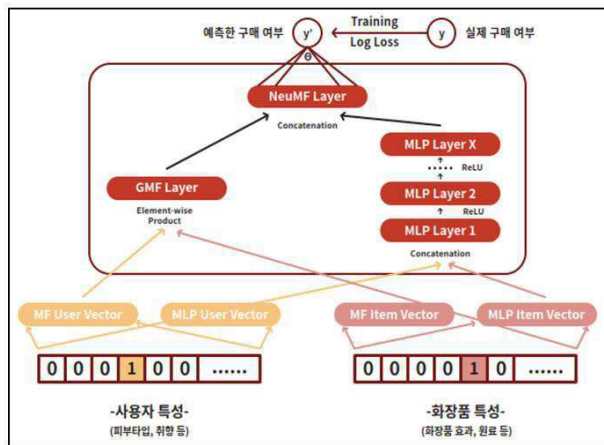 예측한 구매 여부 y' Training y 실제 구매 여부
Log Loss
Θ
NeuMF Layer
Concatenation
MLP Layer X
•••••• ReLU
GMF Layer
MLP Layer 2
Element-wise
Product
ReLU
MLP Layer 1
Concatenation
MF User Vector MLP User Vector MF Item Vector MLP Item Vector
0 0 0 1 0 0 ...... 0 0 0 0 1 0 ......
-사용자 특성- -화장품 특성-
(피부타입, 취향 등) (화장품 효과, 원료 등)